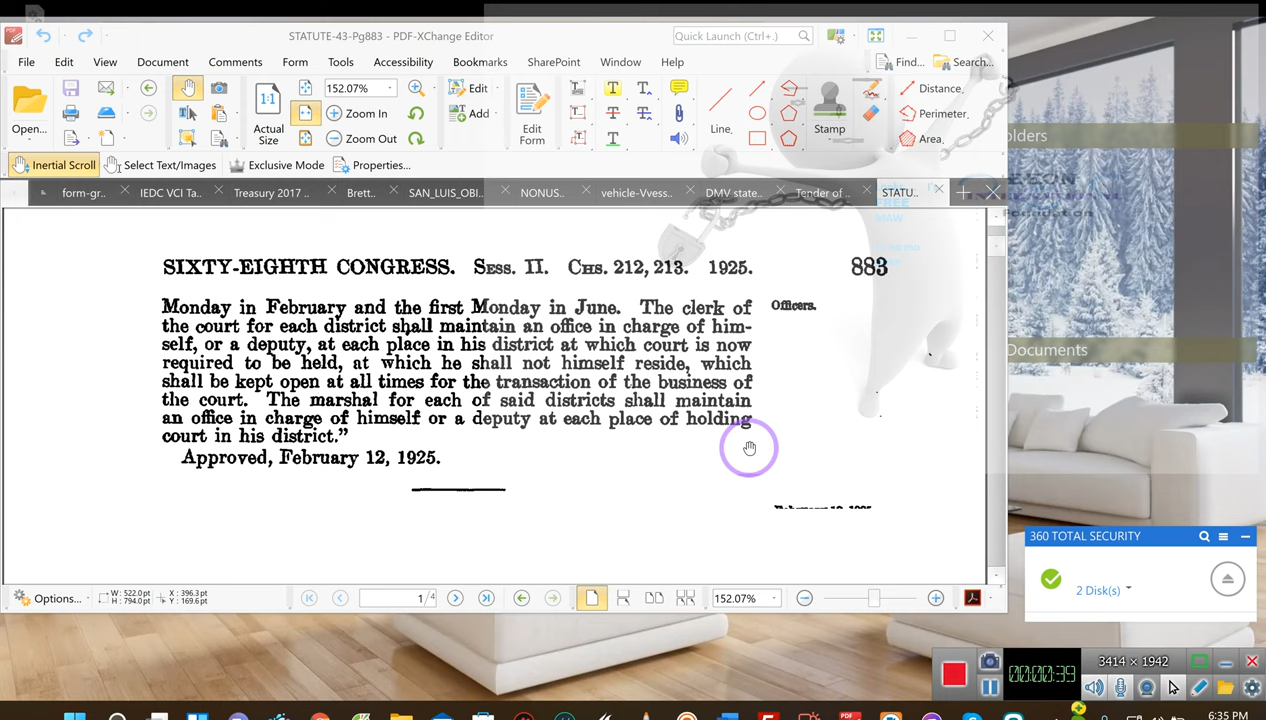 STATUTE-43-Pg883 - PDF-XChange Editor
Quick Launch (Ctrl+.)
File Edit View Document Comments Form Tools Accessibility Bookmarks SharePoint Window Help
Find... Search...
Open...
Actual Size
152.07%
Zoom In
Zoom Out
Edit
Add
Edit Form
Line.
Stamp
Distance.
Perimeter.
Area.
Inertial Scroll Select Text/Images Exclusive Mode Properties...
form-gr.. IEDC VCI Ta.. Treasury 2017 .. Brett.. SAN_LUIS_OBI.. NONUS.. vehicle-Vvess.. DMV state.. Tender of .. STATU..
SIXTY-EIGHTH CONGRESS. SESS. II. CHS. 212, 213. 1925. 883
Monday in February and the first Monday in June. The clerk of
Officers.
the court for each district shall maintain an office in charge of him-
self, or a deputy, at each place in his district at which court is now
required to be held, at which he shall not himself reside, which
shall be kept open at all times for the transaction of the business of
the court. The marshal for each of said districts shall maintain
an office in charge of himself or a deputy at each place of holding
court in his district.”
Approved, February 12, 1925.
Options...
W: 522.0pt
H: 794.0pt
X: 396.3pt
Y: 169.6pt
1/4
152.07%
olders
Documents
FREE
360 TOTAL SECURITY
2 Disk(s)
3414 × 1942
00:00:39
6:35 PM